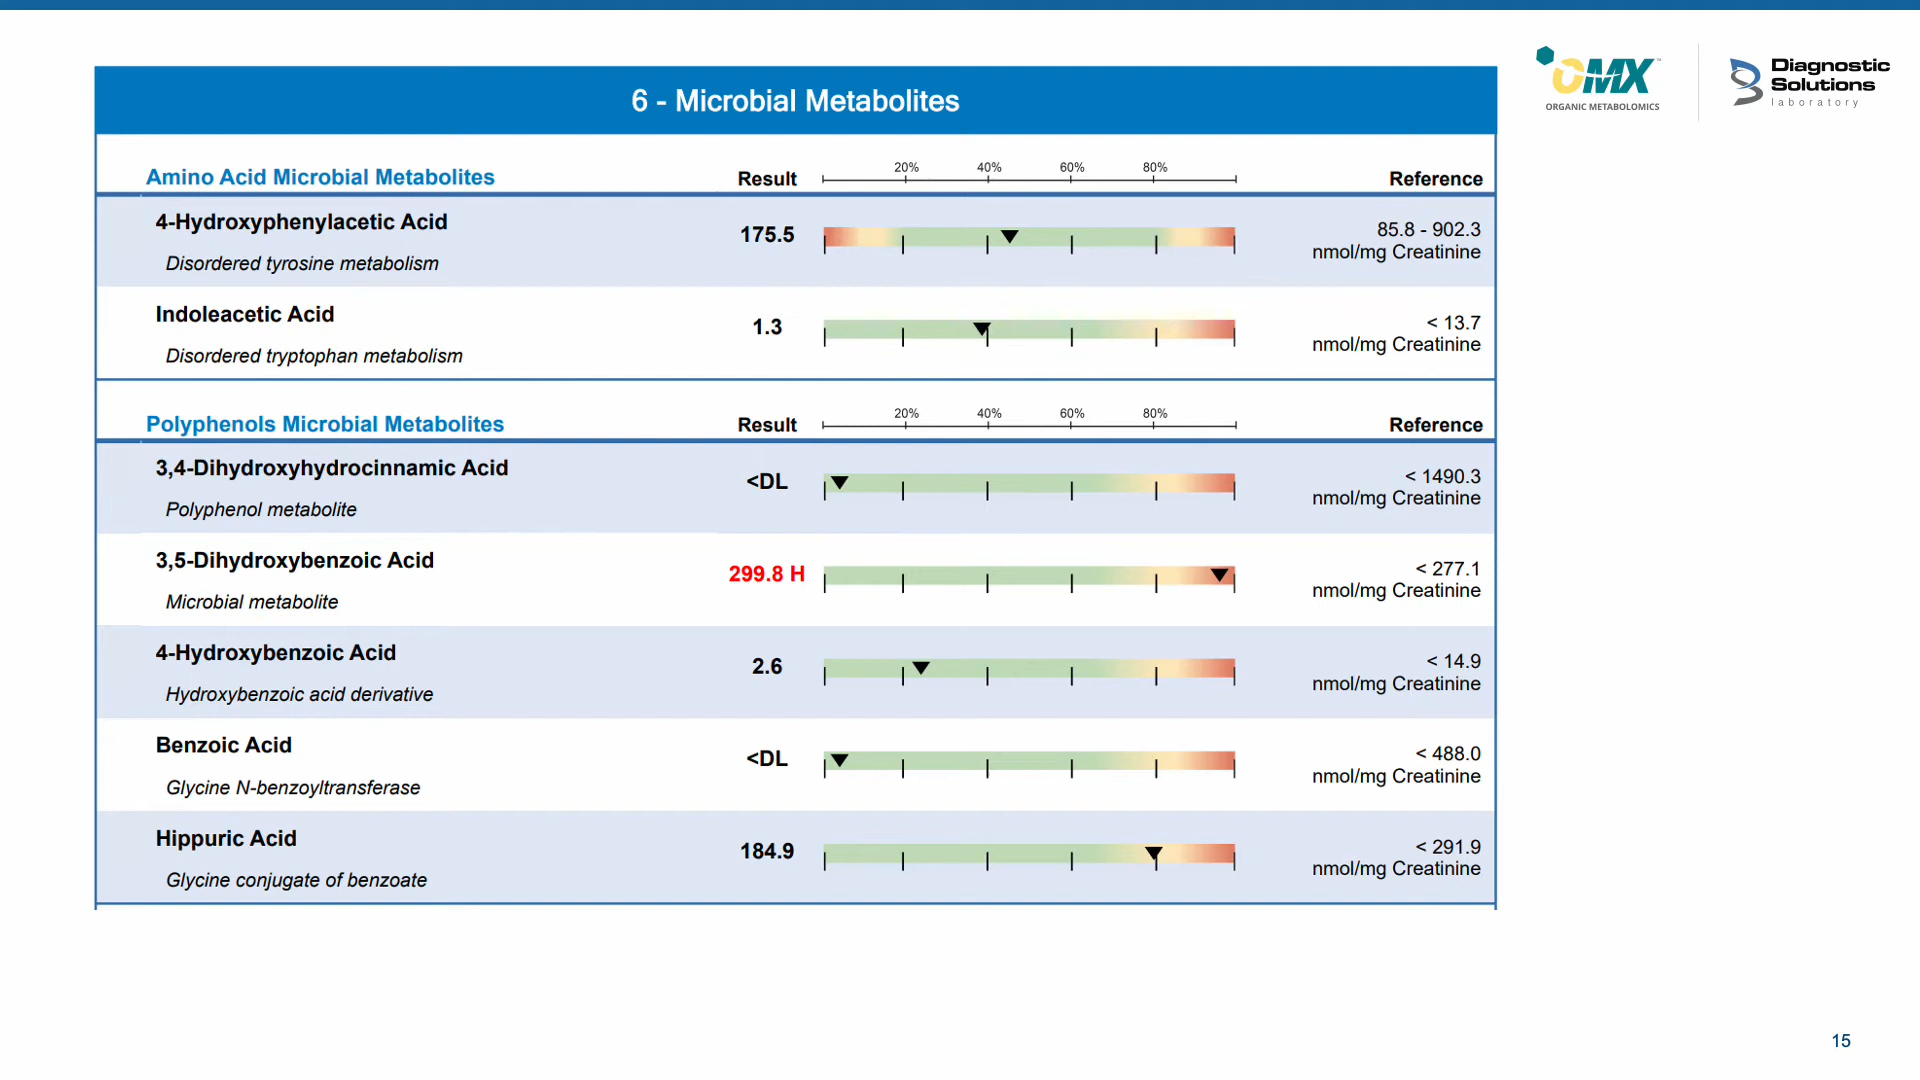 OMX™
ORGANIC METABOLOMICS
Diagnostic
Solutions
laboratory
6 - Microbial Metabolites
Amino Acid Microbial Metabolites Result 20% 40% 60% 80% Reference
4-Hydroxyphenylacetic Acid 175.5 85.8 - 902.3
nmol/mg Creatinine
Disordered tyrosine metabolism
Indoleacetic Acid 1.3 < 13.7
nmol/mg Creatinine
Disordered tryptophan metabolism
Polyphenols Microbial Metabolites Result 20% 40% 60% 80% Reference
3,4-Dihydroxyhydrocinnamic Acid <DL < 1490.3
nmol/mg Creatinine
Polyphenol metabolite
3,5-Dihydroxybenzoic Acid 299.8 H < 277.1
nmol/mg Creatinine
Microbial metabolite
4-Hydroxybenzoic Acid 2.6 < 14.9
nmol/mg Creatinine
Hydroxybenzoic acid derivative
Benzoic Acid <DL < 488.0
nmol/mg Creatinine
Glycine N-benzoyltransferase
Hippuric Acid 184.9 < 291.9
nmol/mg Creatinine
Glycine conjugate of benzoate
15